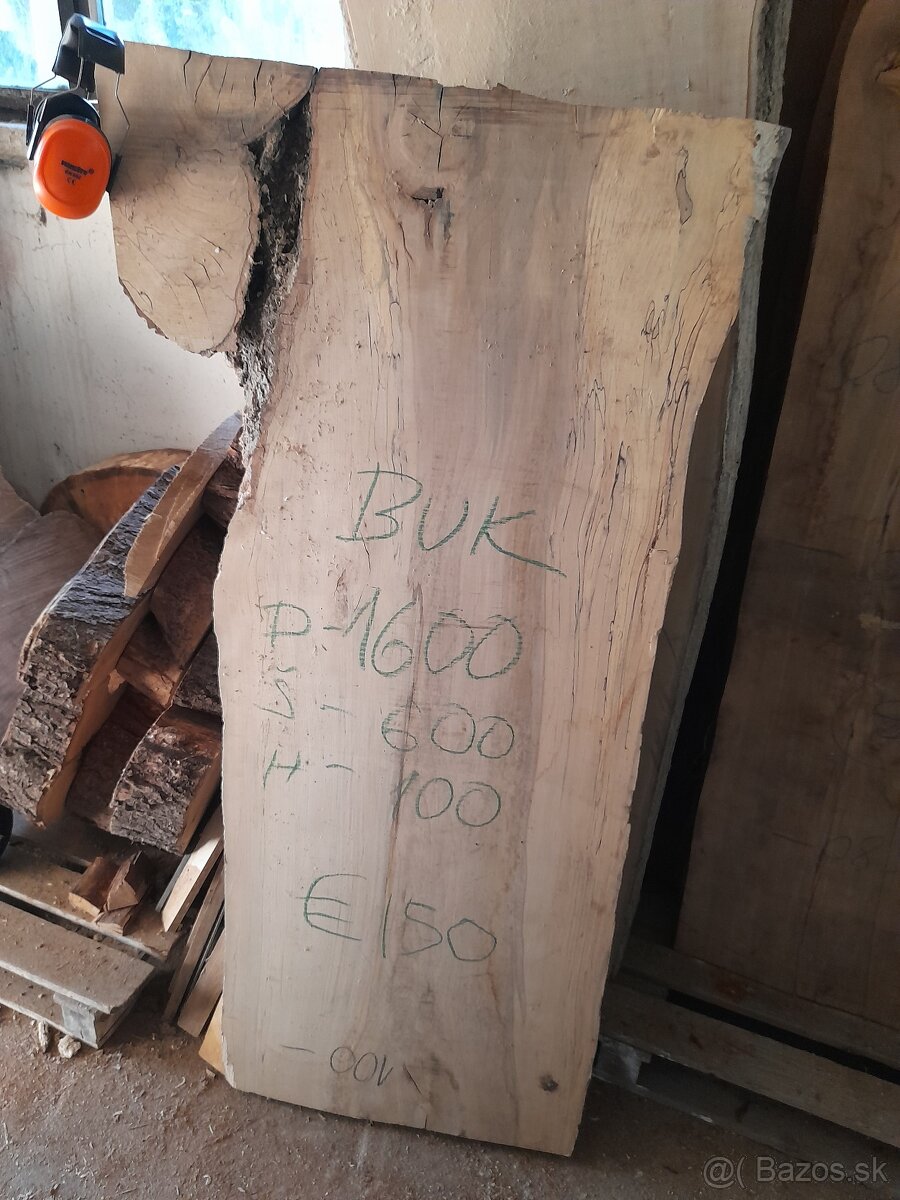 BUK
D - 1600
Š - 600
H - 100
€150
100 -
@( Bazos.sk